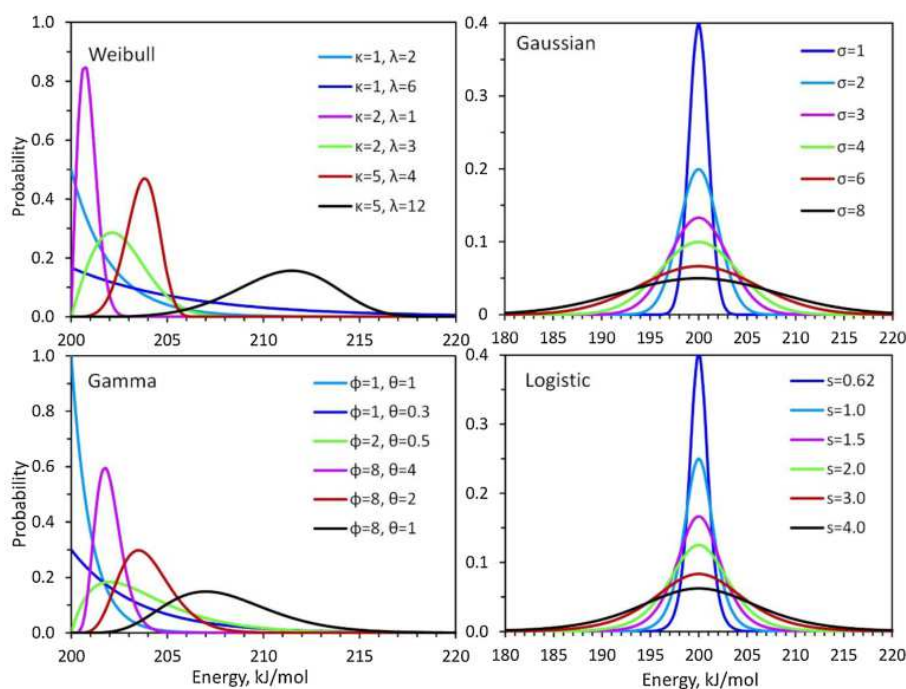 Weibull
κ=1, λ=2
κ=1, λ=6
κ=2, λ=1
κ=2, λ=3
κ=5, λ=4
κ=5, λ=12
Probability
1.0
0.8
0.6
0.4
0.2
0.0
200 205 210 215 220
Gaussian
σ=1
σ=2
σ=3
σ=4
σ=6
σ=8
0.4
0.3
0.2
0.1
0
180 185 190 195 200 205 210 215 220
Gamma
ϕ=1, θ=1
ϕ=1, θ=0.3
ϕ=2, θ=0.5
ϕ=8, θ=4
ϕ=8, θ=2
ϕ=8, θ=1
Probability
1.0
0.8
0.6
0.4
0.2
0.0
200 205 210 215 220
Energy, kJ/mol
Logistic
s=0.62
s=1.0
s=1.5
s=2.0
s=3.0
s=4.0
0.4
0.3
0.2
0.1
0.0
180 185 190 195 200 205 210 215 220
Energy, kJ/mol